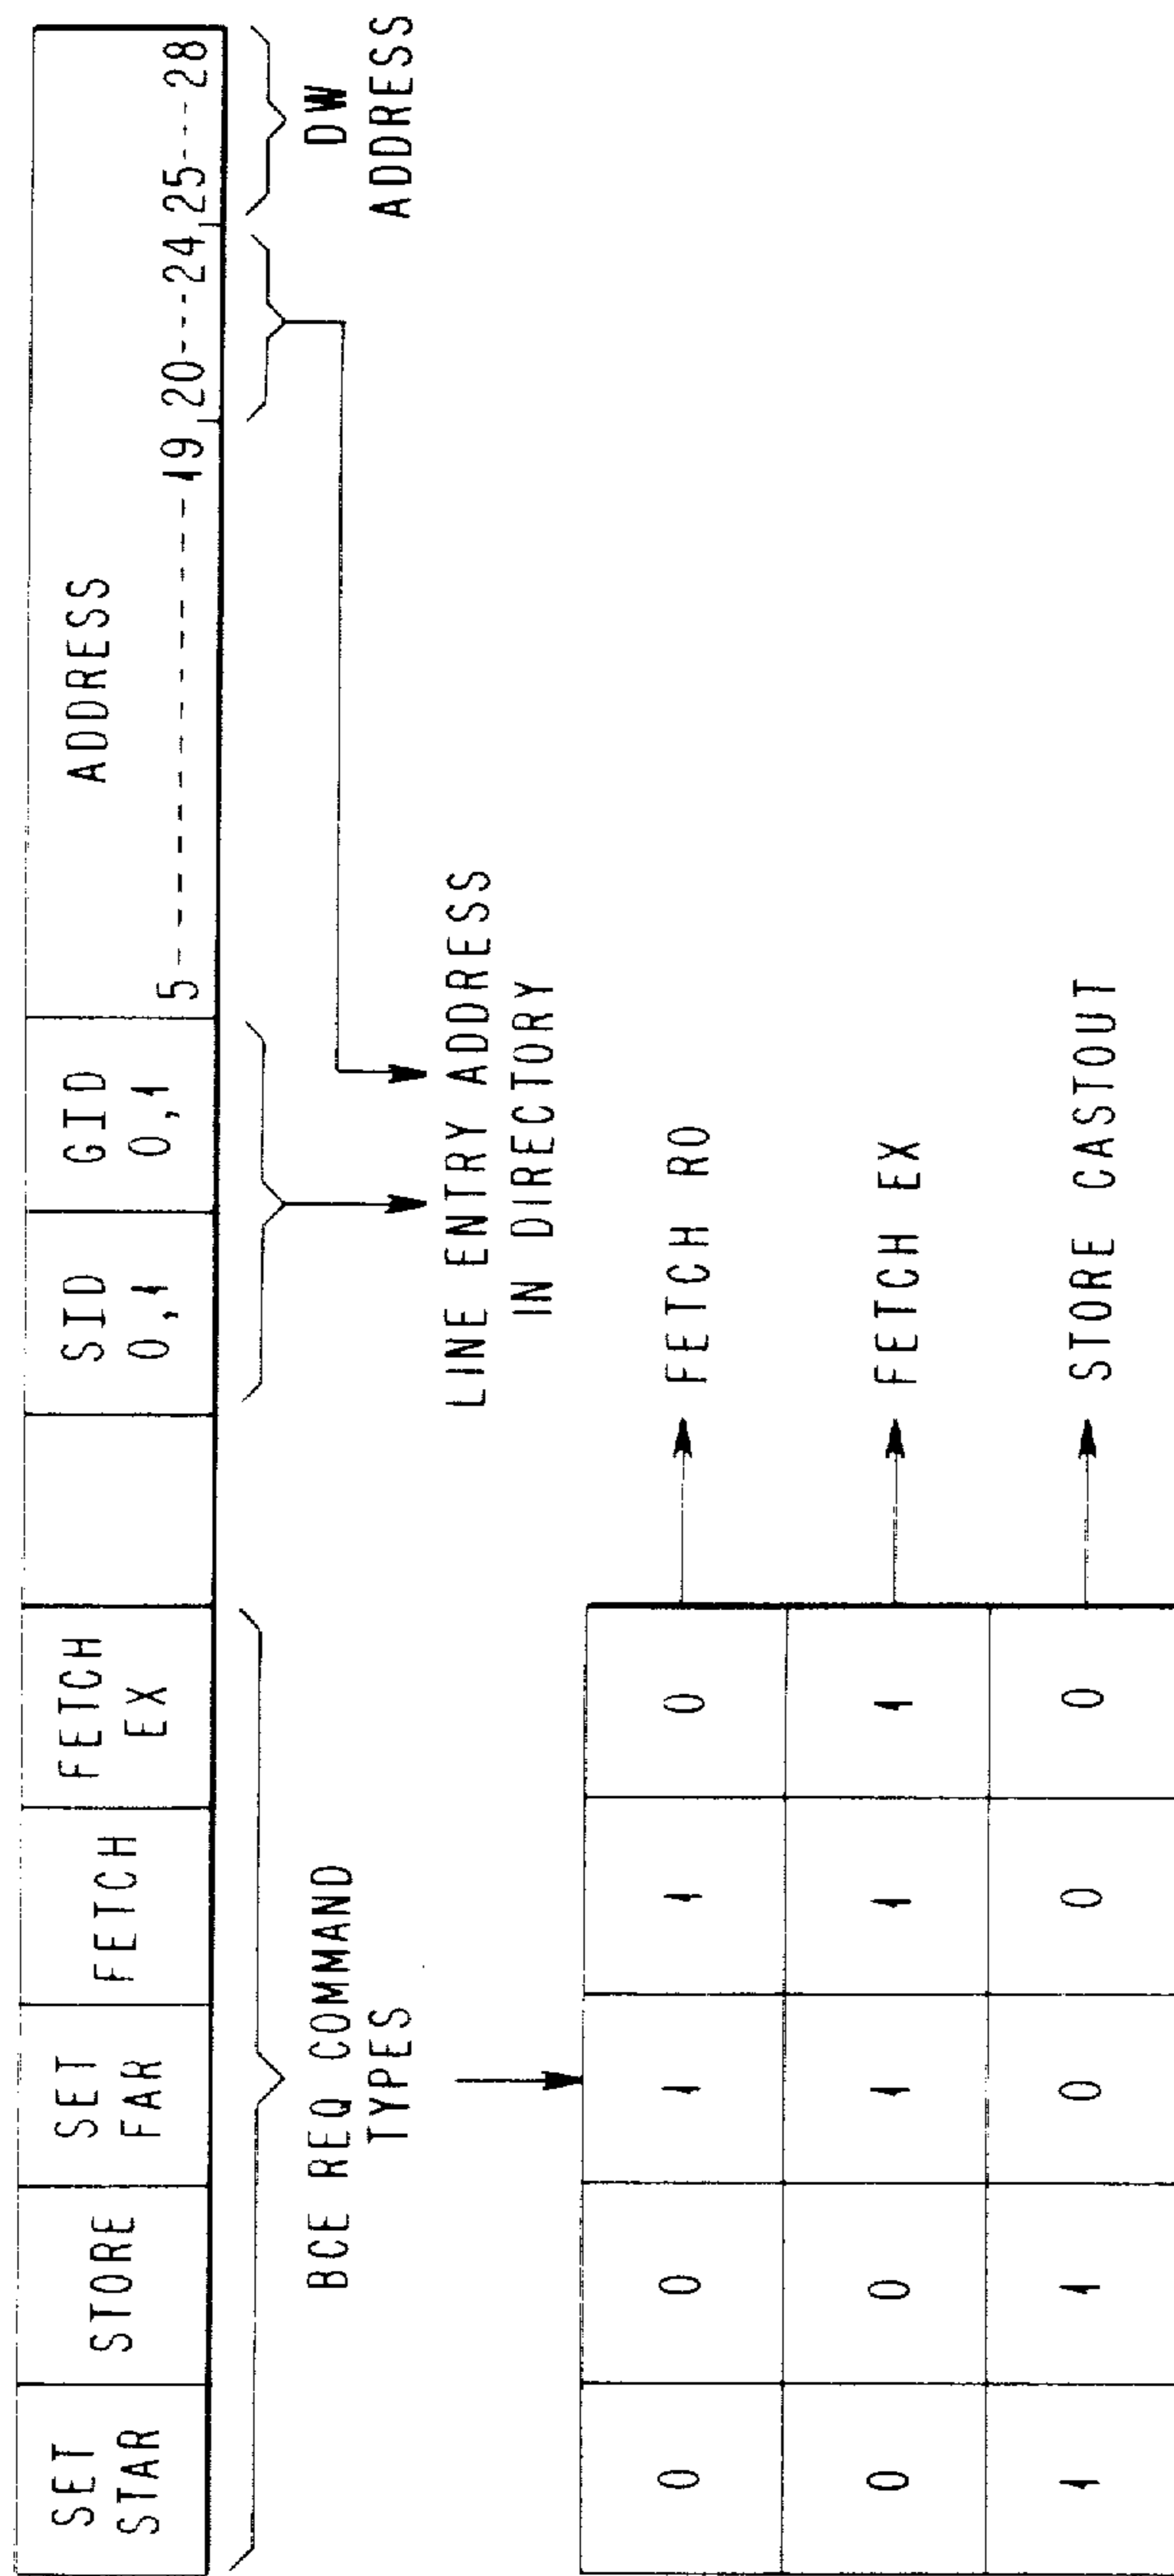 SET STAR
STORE
SET FAR
FETCH
FETCH EX
SID 0,1
GID 0,1
ADDRESS
5-------------19,20---24,25---28
BCE REQ COMMAND
TYPES
LINE ENTRY ADDRESS
IN DIRECTORY
DW
ADDRESS
0 0 1 1 0 FETCH RO
0 0 1 1 1 FETCH EX
1 1 0 0 0 STORE CASTOUT